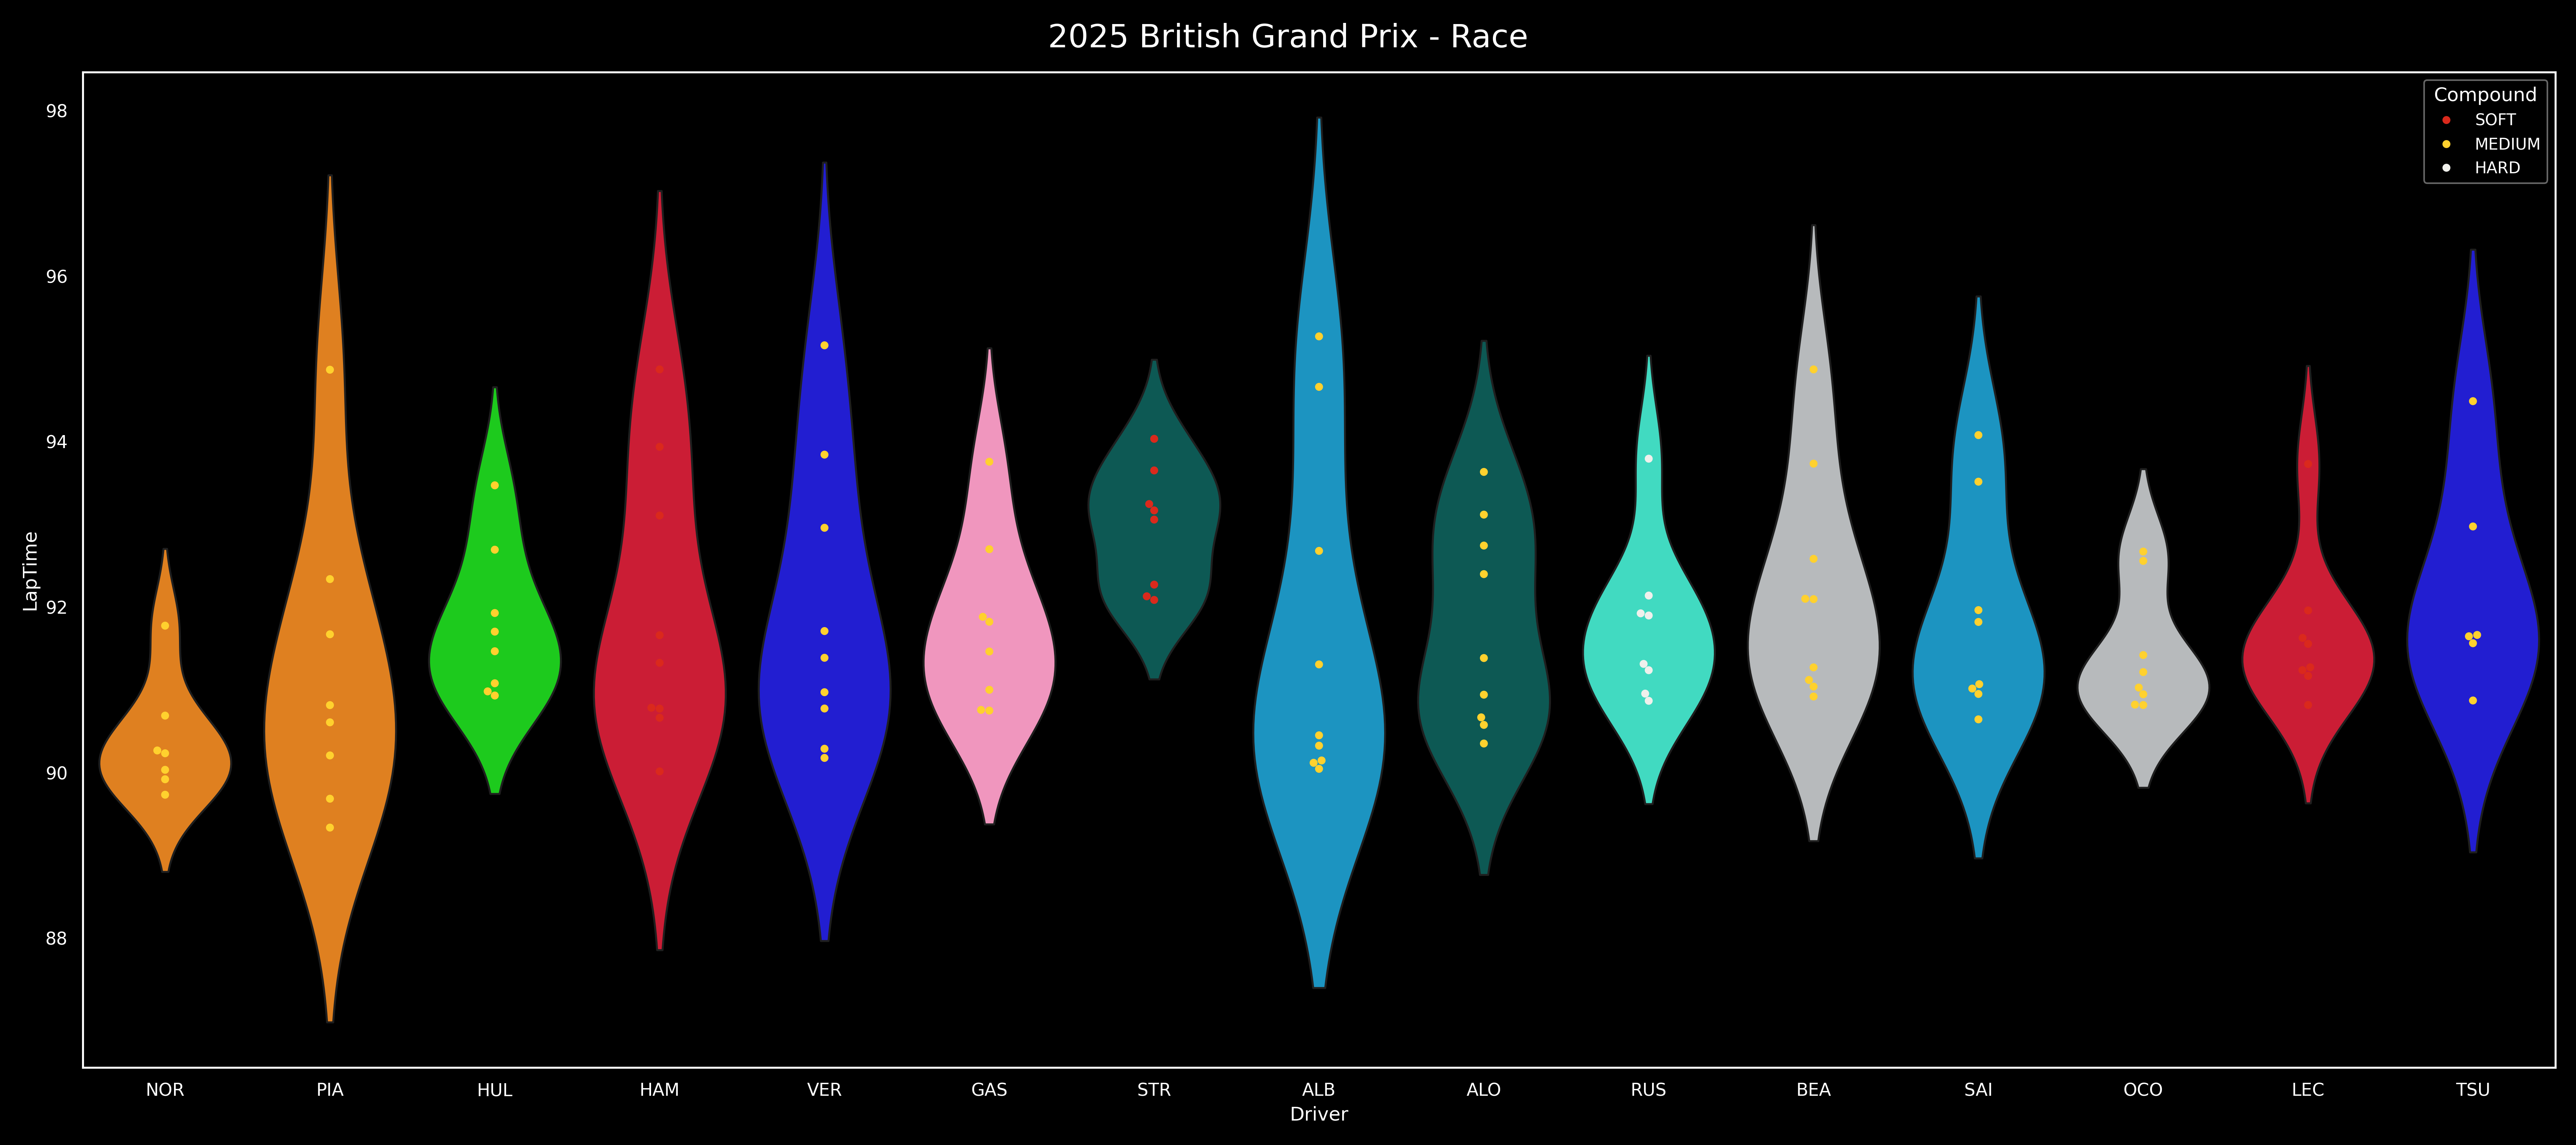 2025 British Grand Prix - Race
Compound
SOFT
MEDIUM
HARD
98
96
94
92
90
88
LapTime
NOR PIA HUL HAM VER GAS STR ALB ALO RUS BEA SAI OCO LEC TSU
Driver